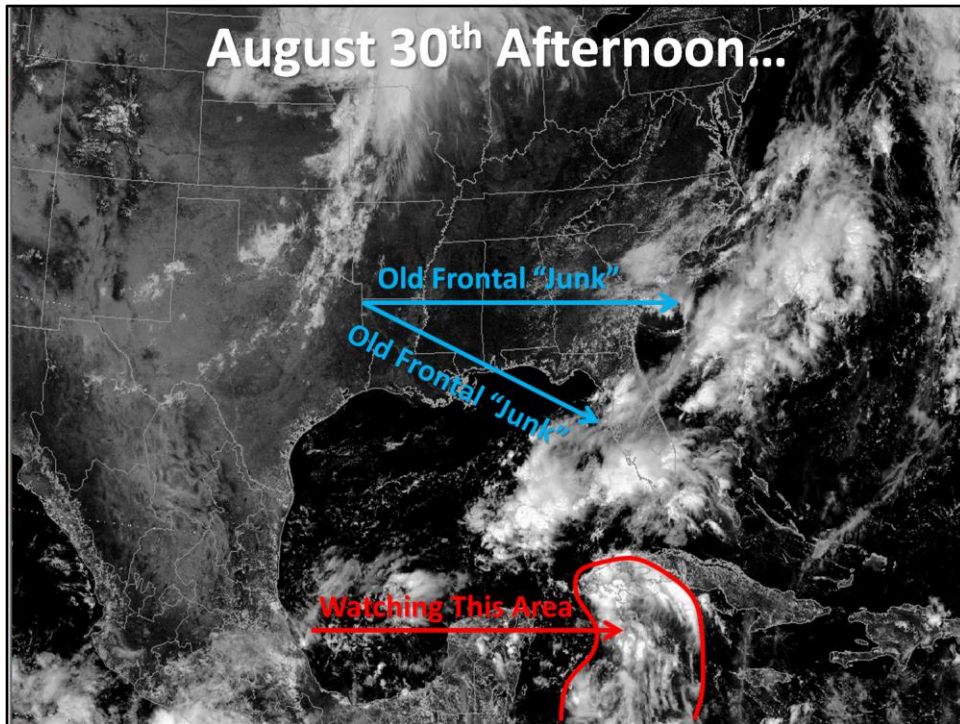 August 30th Afternoon…
Old Frontal “Junk”
Old Frontal “Junk”
Watching This Area